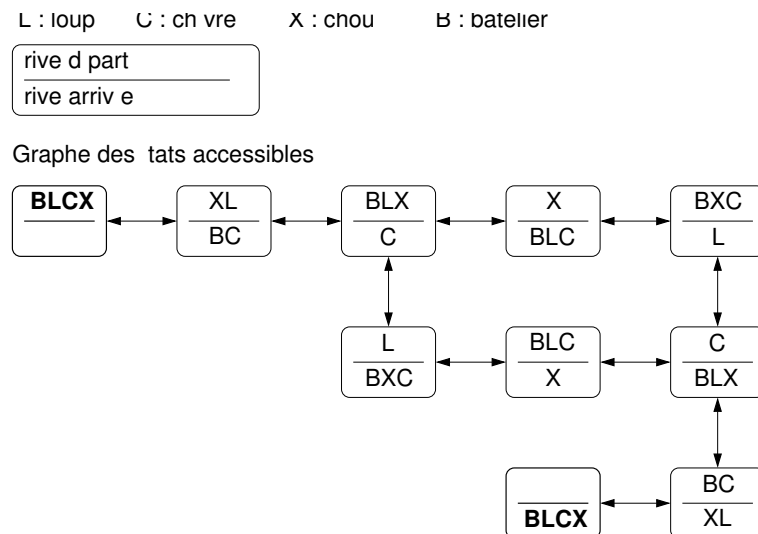 L : loup C : ch vre X : chou B : batelier
rive d part
rive arriv e
Graphe des tats accessibles
BLCX XL BLX X BXC
BC C BLC L
L BLC C
BXC X BLX
BC
BLCX XL